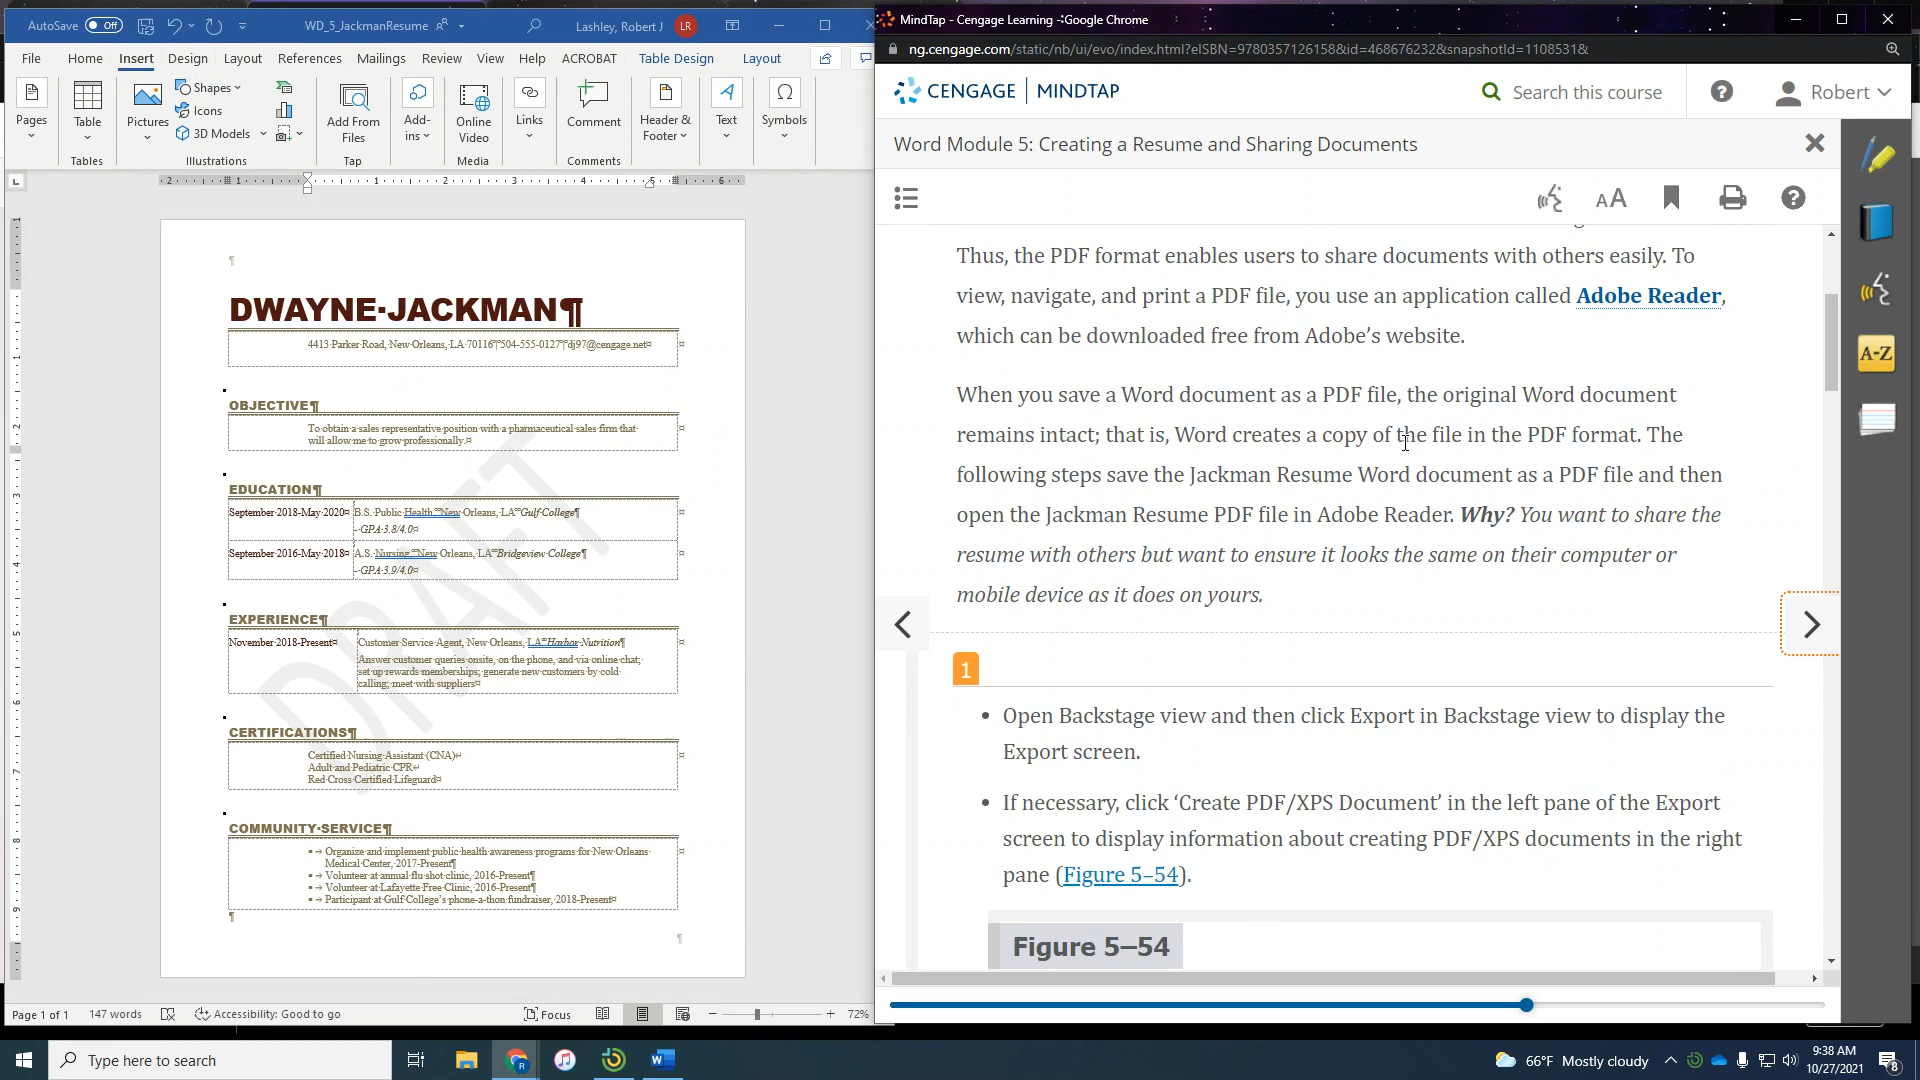 AutoSave Off WD_5_JackmanResume Lashley, Robert J LR
File Home Insert Design Layout References Mailings Review View Help ACROBAT Table Design Layout
Pages Table Pictures Shapes Icons 3D Models Add From Files Add-ins Online Video Links Comment Header & Footer Text Symbols
Tables Illustrations Tap Media Comments
2 1 1 2 3 4 5 6
DWAYNE·JACKMAN¶
4413·Parker·Road,·New·Orleans,·LA·70116¶°504-555-0127¶°dj97@cengage.net¤
OBJECTIVE¶
To·obtain·a·sales·representative·position·with·a·pharmaceutical·sales·firm·that·
will·allow·me·to·grow·professionally.¤
EDUCATION¶
September·2018-May·2020¤ B.S.·Public·Health°°New·Orleans,·LA°°Gulf·College¶
--GPA·3.8/4.0¤
September·2016-May·2018¤ A.S.·Nursing°°New·Orleans,·LA°°Bridgeview·College¶
--GPA·3.9/4.0¤
EXPERIENCE¶
November·2018-Present¤ Customer·Service·Agent,·New·Orleans,·LA°°Harbor·Nutrition¶
Answer·customer·queries·onsite,·on·the·phone,·and·via·online·chat;·
set·up·rewards·memberships;·generate·new·customers·by·cold·
calling;·meet·with·suppliers¤
CERTIFICATIONS¶
Certified·Nursing·Assistant·(CNA)↵
Adult·and·Pediatric·CPR↵
Red·Cross·Certified·Lifeguard¤
COMMUNITY·SERVICE¶
Organize·and·implement·public·health·awareness·programs·for·New·Orleans·
Medical·Center,·2017-Present¶
Volunteer·at·annual·flu·shot·clinic,·2016-Present¶
Volunteer·at·Lafayette·Free·Clinic,·2016-Present¶
Participant·at·Gulf·College's·phone-a-thon·fundraiser,·2018-Present¤
DRAFT
Page 1 of 1 147 words Accessibility: Good to go Focus 72%
MindTap - Cengage Learning - Google Chrome
ng.cengage.com/static/nb/ui/evo/index.html?eISBN=9780357126158&id=468676232&snapshotId=1108531&
CENGAGE | MINDTAP Search this course Robert
Word Module 5: Creating a Resume and Sharing Documents
AA
A-Z
Thus, the PDF format enables users to share documents with others easily. To
view, navigate, and print a PDF file, you use an application called Adobe Reader,
which can be downloaded free from Adobe’s website.
When you save a Word document as a PDF file, the original Word document
remains intact; that is, Word creates a copy of the file in the PDF format. The
following steps save the Jackman Resume Word document as a PDF file and then
open the Jackman Resume PDF file in Adobe Reader. Why? You want to share the
resume with others but want to ensure it looks the same on their computer or
mobile device as it does on yours.
1
• Open Backstage view and then click Export in Backstage view to display the
Export screen.
• If necessary, click ‘Create PDF/XPS Document’ in the left pane of the Export
screen to display information about creating PDF/XPS documents in the right
pane (Figure 5–54).
Figure 5–54
Type here to search 66°F Mostly cloudy 9:38 AM
10/27/2021 8